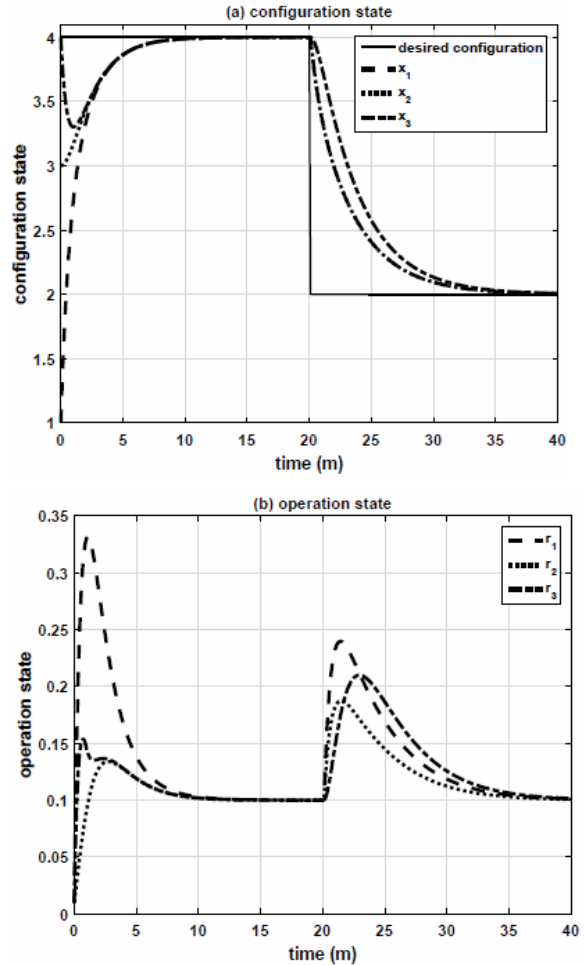 (a) configuration state
4
3.5
3
2.5
2
1.5
1
configuration state
desired configuration
x1
x2
x3
0 5 10 15 20 25 30 35 40
time (m)
(b) operation state
0.35
0.3
0.25
0.2
0.15
0.1
0.05
0
operation state
r1
r2
r3
0 5 10 15 20 25 30 35 40
time (m)